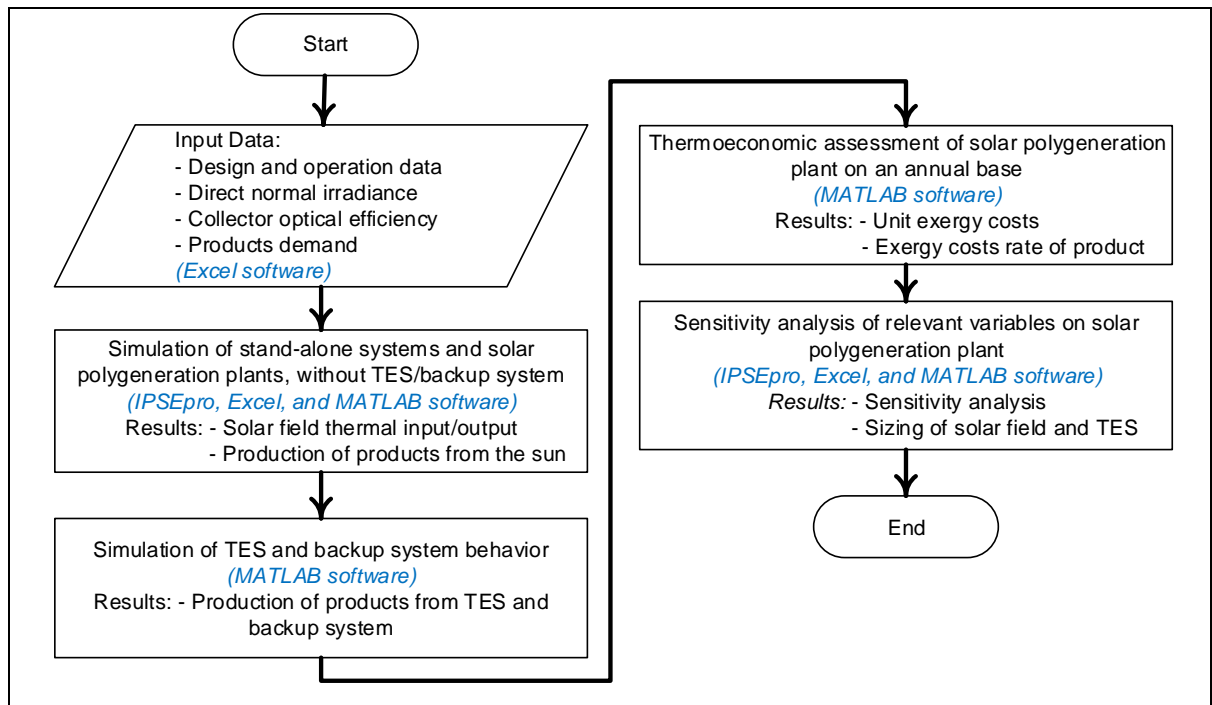 Start
Input Data:
- Design and operation data
- Direct normal irradiance
- Collector optical efficiency
- Products demand
(Excel software)
Simulation of stand-alone systems and solar
polygeneration plants, without TES/backup system
(IPSEpro, Excel, and MATLAB software)
Results: - Solar field thermal input/output
- Production of products from the sun
Simulation of TES and backup system behavior
(MATLAB software)
Results: - Production of products from TES and
backup system
Thermoeconomic assessment of solar polygeneration
plant on an annual base
(MATLAB software)
Results: - Unit exergy costs
- Exergy costs rate of product
Sensitivity analysis of relevant variables on solar
polygeneration plant
(IPSEpro, Excel, and MATLAB software)
Results: - Sensitivity analysis
- Sizing of solar field and TES
End